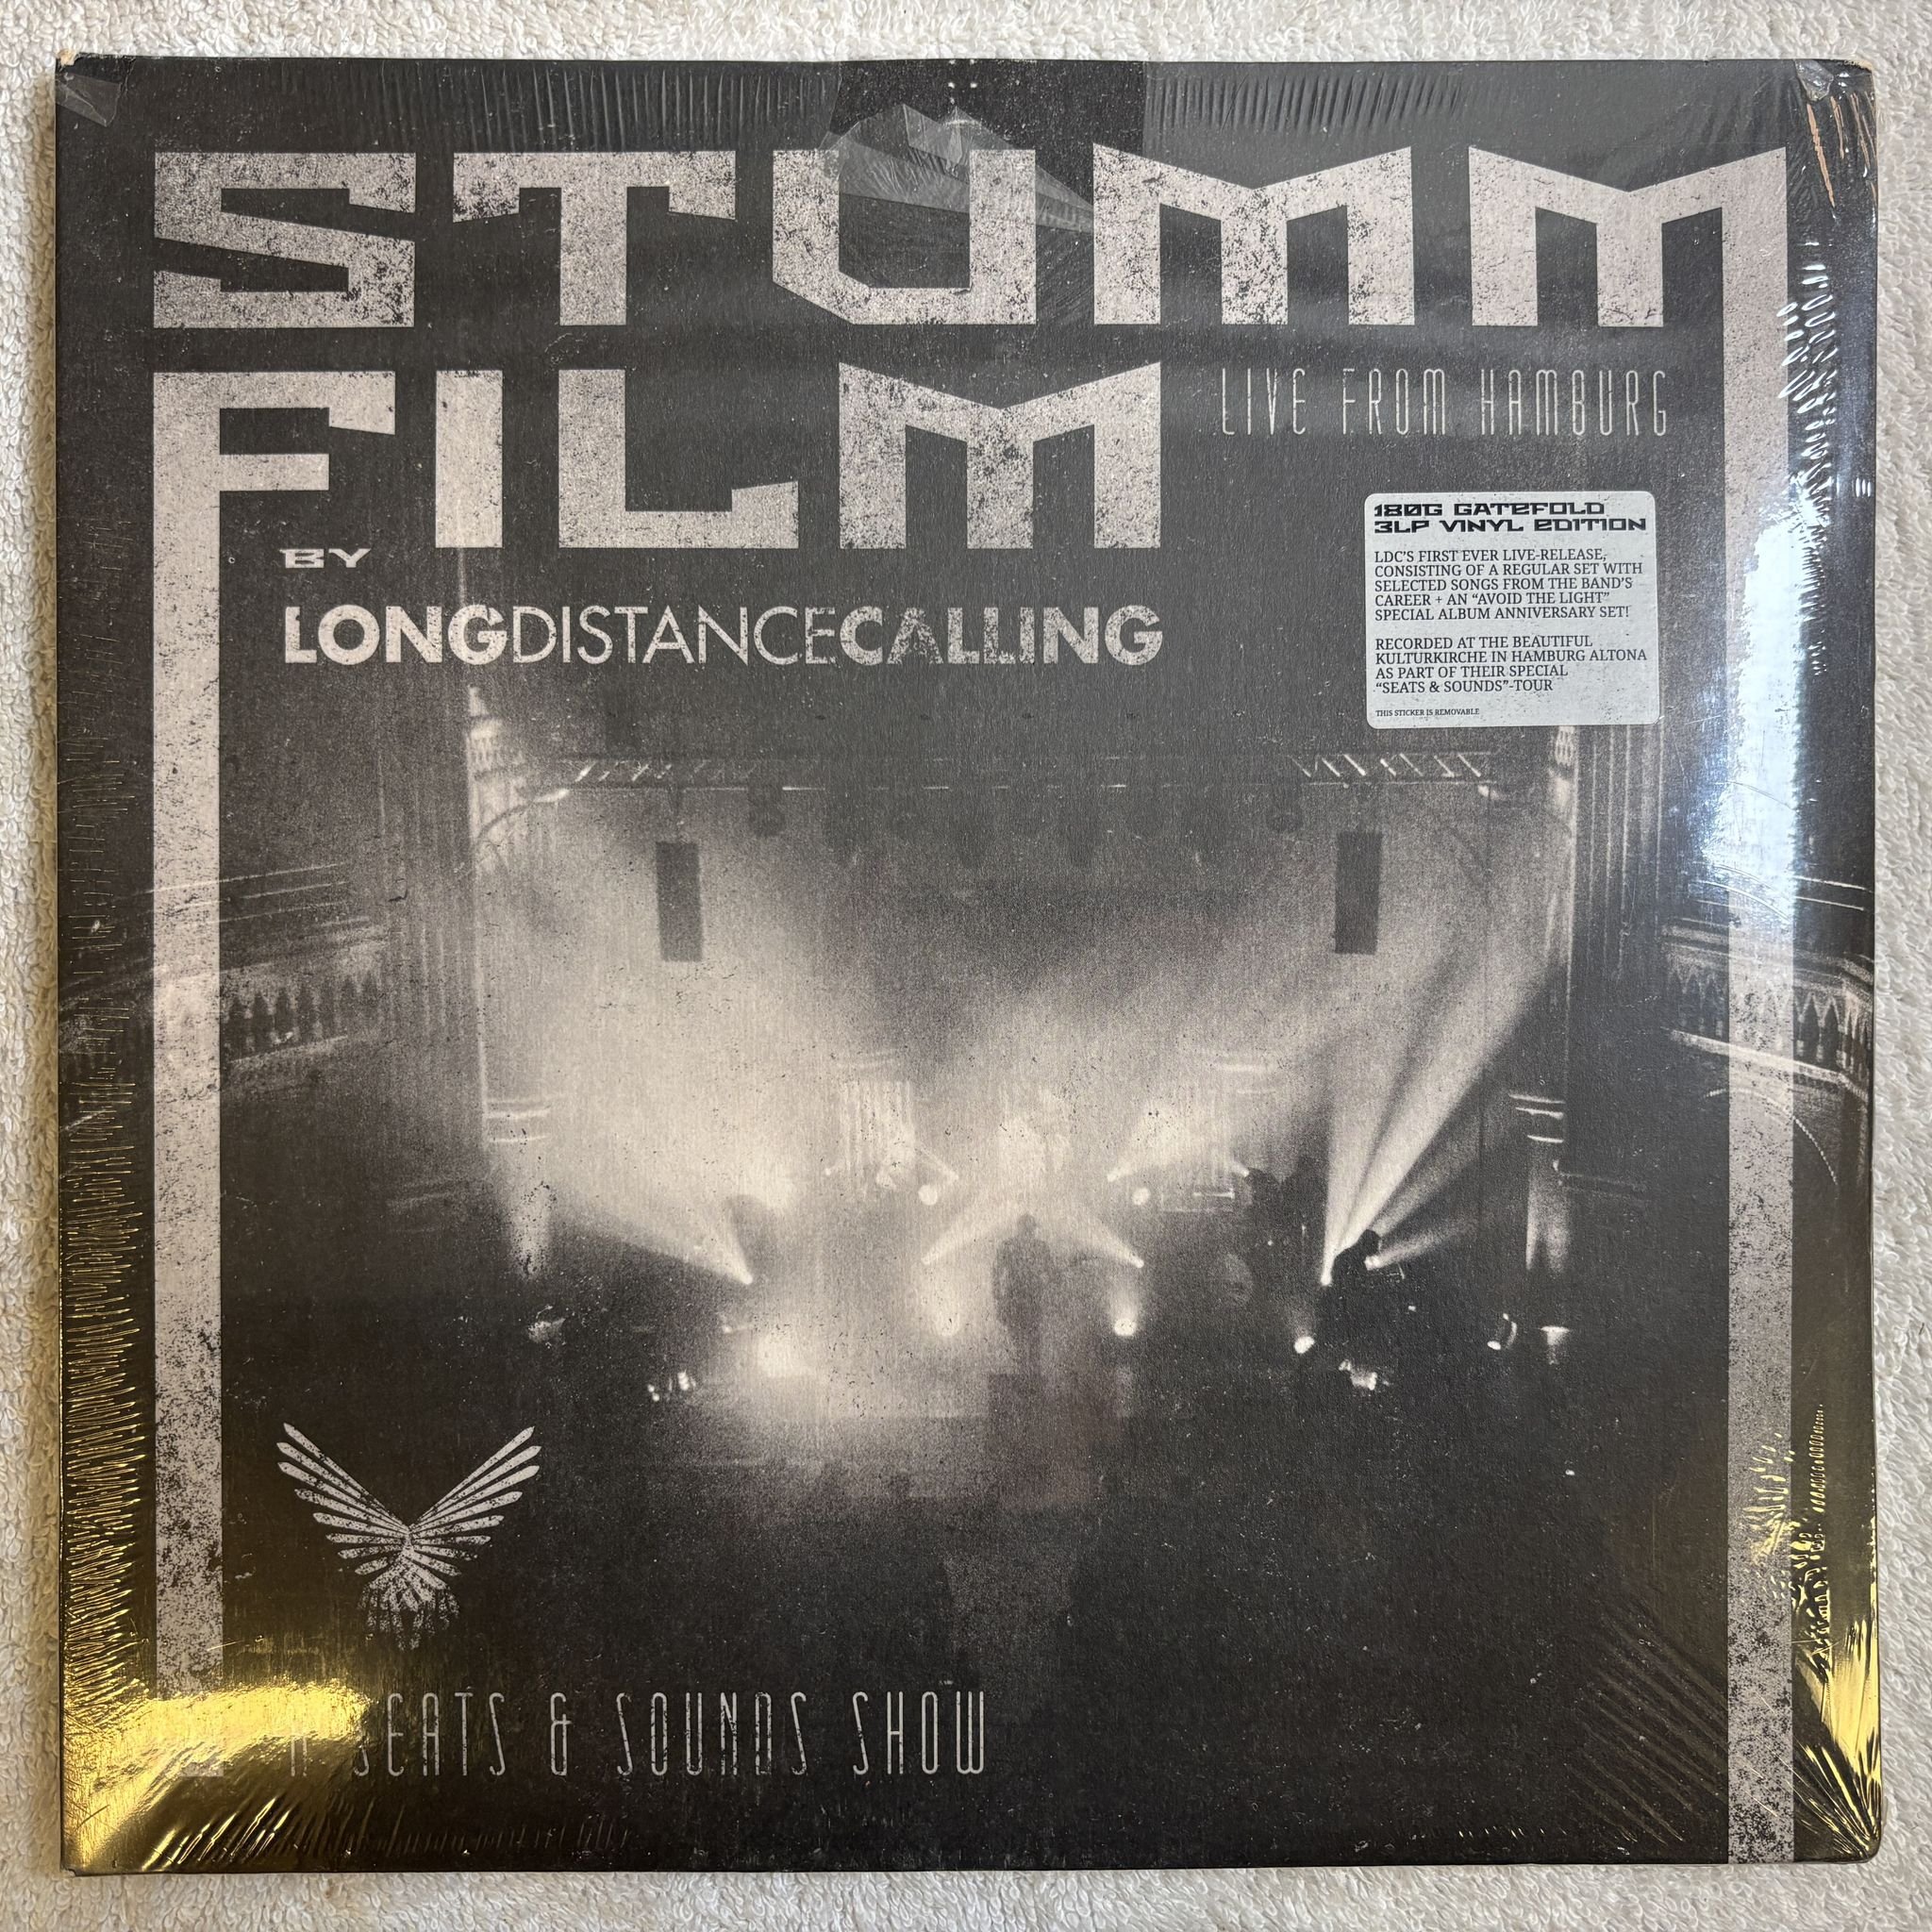 STUMM
FILM
LIVE FROM HAMBURG
BY
LONGDISTANCECALLING
180G GATEFOLD
3LP VINYL EDITION
LDC'S FIRST EVER LIVE-RELEASE,
CONSISTING OF A REGULAR SET WITH
SELECTED SONGS FROM THE BAND'S
CAREER + AN "AVOID THE LIGHT"
SPECIAL ALBUM ANNIVERSARY SET!
RECORDED AT THE BEAUTIFUL
KULTURKIRCHE IN HAMBURG ALTONA
AS PART OF THEIR SPECIAL
"SEATS & SOUNDS"-TOUR
THIS STICKER IS REMOVABLE
A SEATS & SOUNDS SHOW